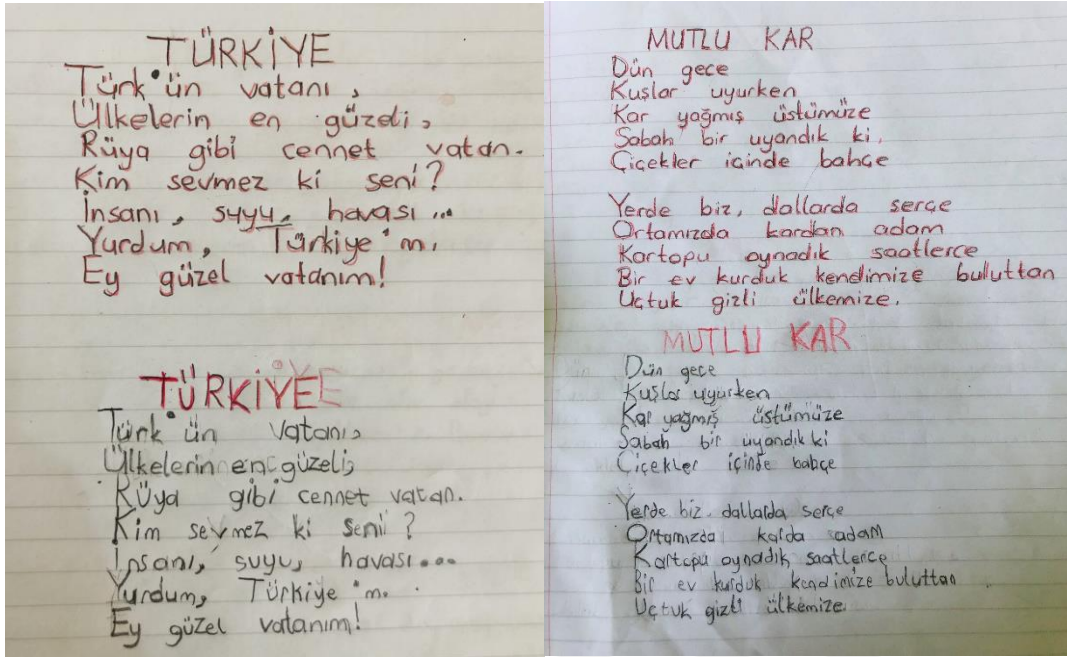 TÜRKİYE
Türk'ün vatanı,
Ülkelerin en güzeli,
Rüya gibi cennet vatan.
Kim sevmez ki seni?
İnsanı, suyu, havası...
Yurdum, Türkiye'm.
Ey güzel vatanım!
TÜRKİYE
Türk'ün vatanı,
Ülkelerin en güzeli,
Rüya gibi cennet vatan.
Kim sevmez ki seni ?
İnsanı, suyu, havası....
Yurdum, Türkiye'm.
Ey güzel vatanım!
MUTLU KAR
Dün gece
Kuşlar uyurken
Kar yağmış üstümüze
Sabah bir uyandık ki.
Çiçekler icinde bahçe
Yerde biz, dallarda serçe
Ortamızda kardan adam
Kartopu oynadık saatlerce
Bir ev kurduk kendimize buluttan
Uçtuk gizli ülkemize.
MUTLU KAR
Dün gece
Kuşlar uyurken
Kar yağmış üstümüze
Sabah bir uyandık ki
Çiçekler içinde bahçe
Yerde biz. dallarda serçe
Ortamızda karda adam
Kartopu oynadık saatlerce
Bir ev kurduk kendimize buluttan
Uçtuk gizli ülkemize